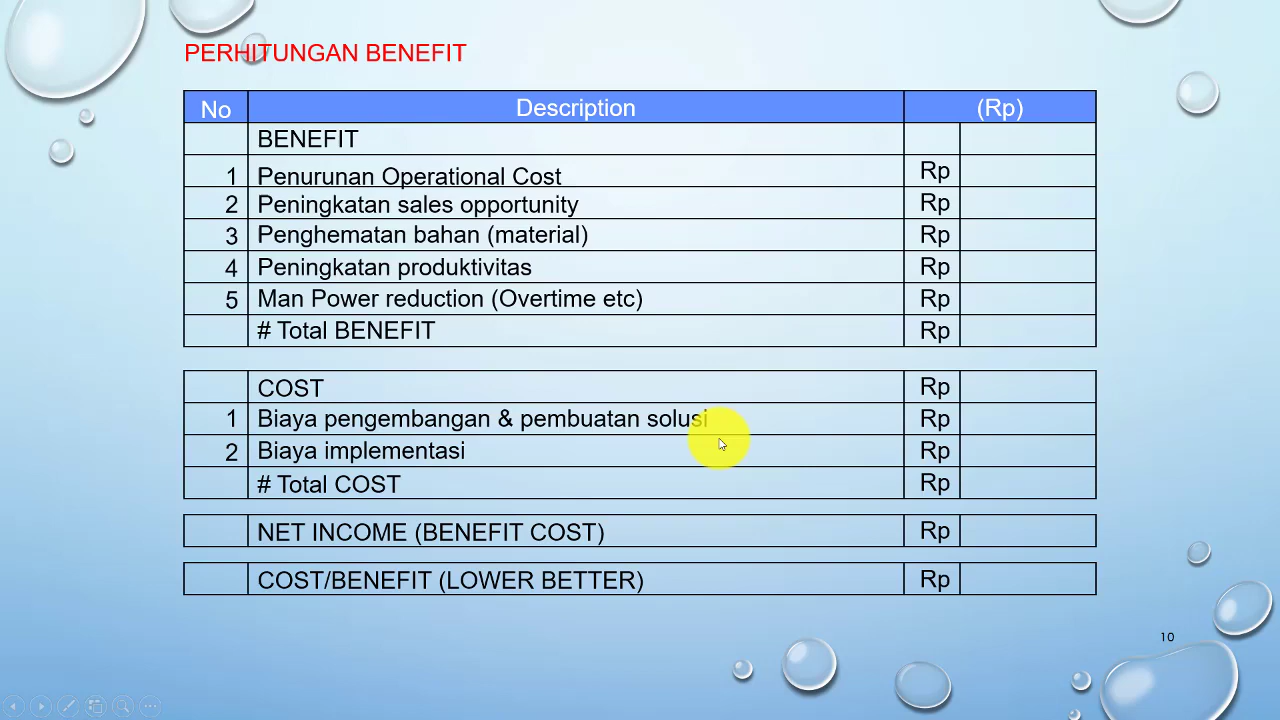 PERHITUNGAN BENEFIT
No Description (Rp)
BENEFIT
1 Penurunan Operational Cost Rp
2 Peningkatan sales opportunity Rp
3 Penghematan bahan (material) Rp
4 Peningkatan produktivitas Rp
5 Man Power reduction (Overtime etc) Rp
# Total BENEFIT Rp
COST Rp
1 Biaya pengembangan & pembuatan solusi Rp
2 Biaya implementasi Rp
# Total COST Rp
NET INCOME (BENEFIT COST) Rp
COST/BENEFIT (LOWER BETTER) Rp
10